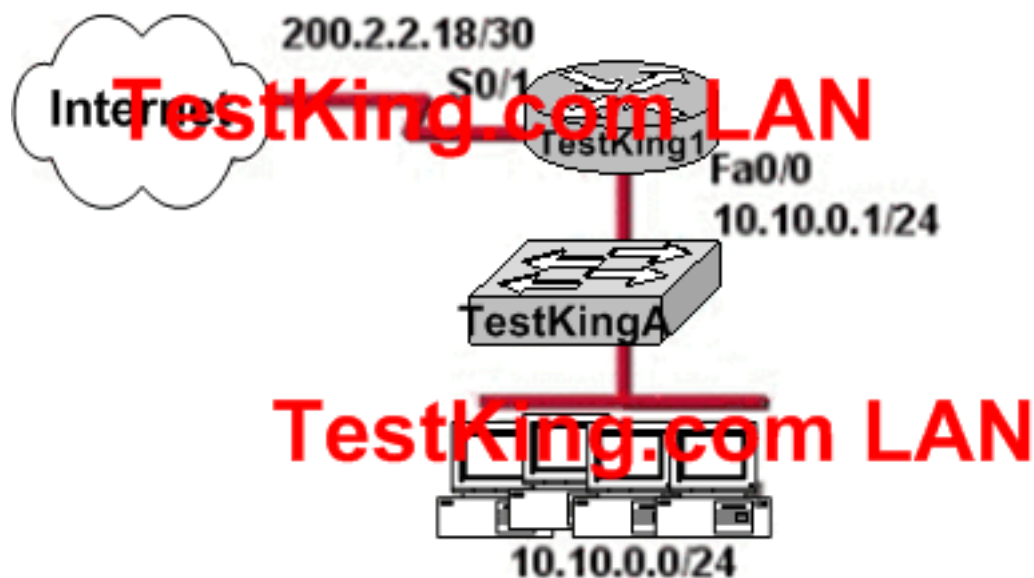 200.2.2.18/30
S0/1
Internet
TestKing.com LAN
TestKing1
Fa0/0
10.10.0.1/24
TestKingA
TestKing.com LAN
10.10.0.0/24